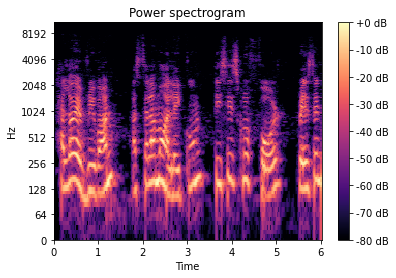 Power spectrogram
8192
4096
2048
1024
512
256
128
64
0
Hz
0 1 2 3 4 5 6
Time
+0 dB
-10 dB
-20 dB
-30 dB
-40 dB
-50 dB
-60 dB
-70 dB
-80 dB